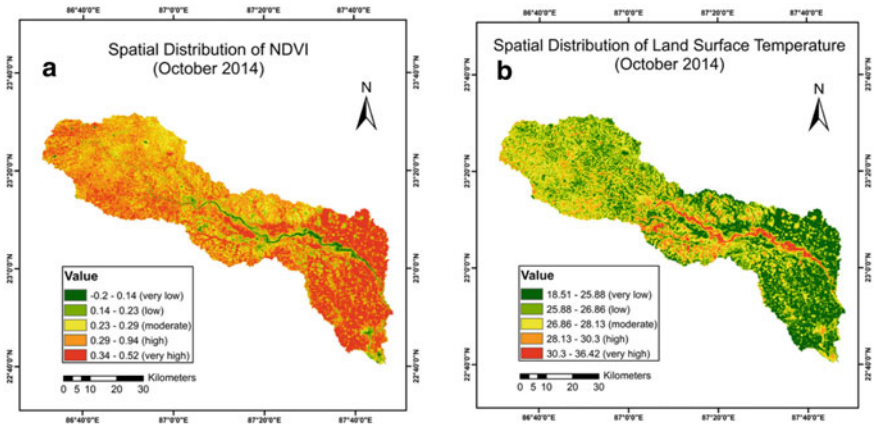 86°40'0"E 87°0'0"E 87°20'0"E 87°40'0"E
a
Spatial Distribution of NDVI
(October 2014)
N
23°40'0"N
23°20'0"N
23°0'0"N
22°40'0"N
Value
-0.2 - 0.14 (very low)
0.14 - 0.23 (low)
0.23 - 0.29 (moderate)
0.29 - 0.94 (high)
0.34 - 0.52 (very high)
Kilometers
0 5 10 20 30
86°40'0"E 87°0'0"E 87°20'0"E 87°40'0"E
86°40'0"E 87°0'0"E 87°20'0"E 87°40'0"E
Spatial Distribution of Land Surface Temperature
(October 2014)
b
N
23°40'0"N
23°20'0"N
23°0'0"N
22°40'0"N
Value
18.51 - 25.88 (very low)
25.88 - 26.86 (low)
26.86 - 28.13 (moderate)
28.13 - 30.3 (high)
30.3 - 36.42 (very high)
Kilometers
0 5 10 20 30
86°40'0"E 87°0'0"E 87°20'0"E 87°40'0"E